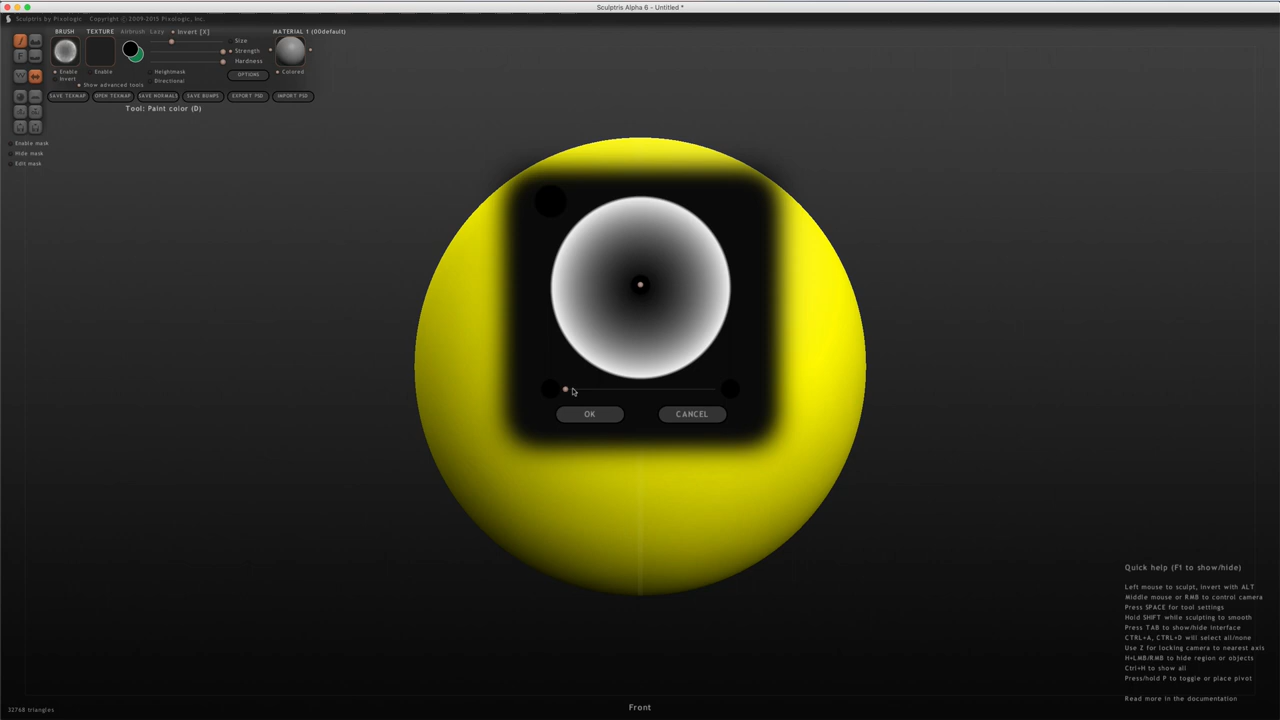 Sculptris Alpha 6 - Untitled *
Sculptris by Pixologic Copyright (C)2009-2015 Pixologic, Inc.
BRUSH TEXTURE Airbrush Lazy Invert [X] MATERIAL 1 (00default)
Size
Strength
Hardness
Enable Enable Heightmask OPTIONS Colored
Invert Directional
Show advanced tools
SAVE TEXMAP OPEN TEXMAP SAVE NORMALS SAVE BUMPS EXPORT PSD IMPORT PSD
Tool: Paint color (D)
Enable mask
Hide mask
Edit mask
OK CANCEL
Quick help (F1 to show/hide)
Left mouse to sculpt, invert with ALT
Middle mouse or RMB to control camera
Press SPACE for tool settings
Hold SHIFT while sculpting to smooth
Press TAB to show/hide interface
CTRL+A, CTRL+D will select all/none
Use Z for locking camera to nearest axis
H+LMB/RMB to hide region or objects
Ctrl+H to show all
Press/hold P to toggle or place pivot
Read more in the documentation
32768 triangles
Front